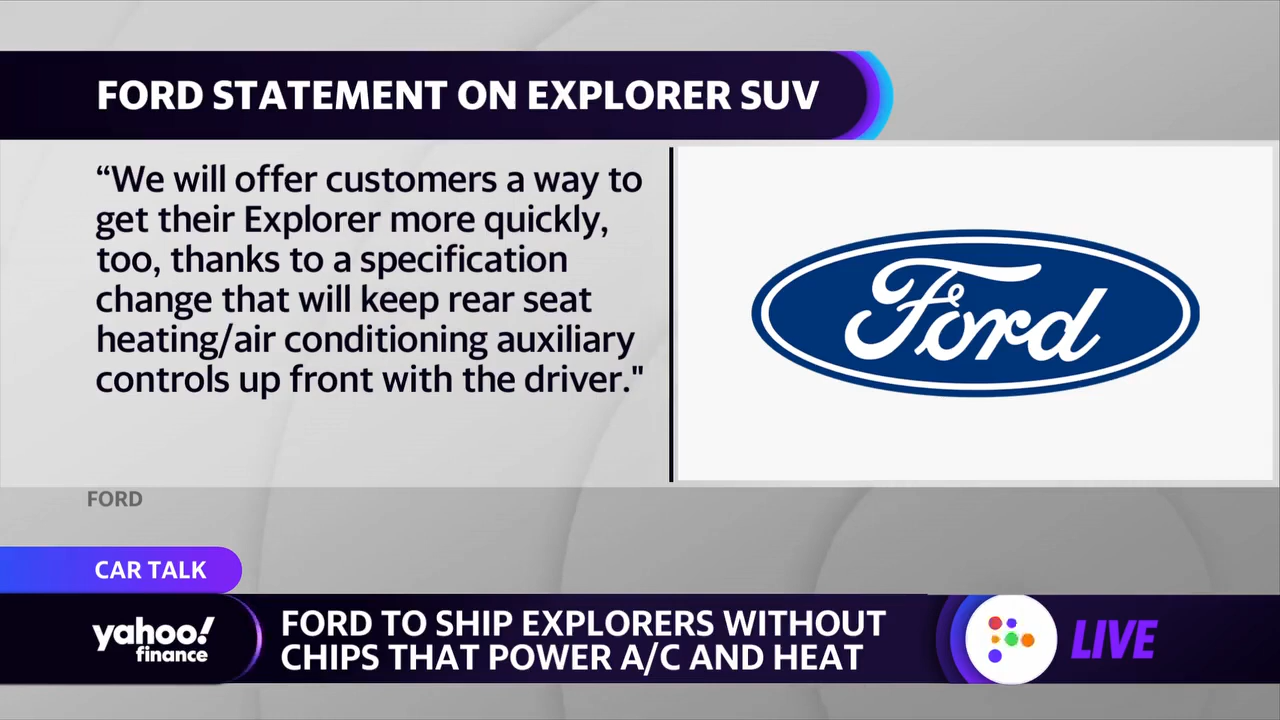 FORD STATEMENT ON EXPLORER SUV
“We will offer customers a way to
get their Explorer more quickly,
too, thanks to a specification
change that will keep rear seat
heating/air conditioning auxiliary
controls up front with the driver."
Ford
FORD
CAR TALK
yahoo!
finance
FORD TO SHIP EXPLORERS WITHOUT
CHIPS THAT POWER A/C AND HEAT
LIVE